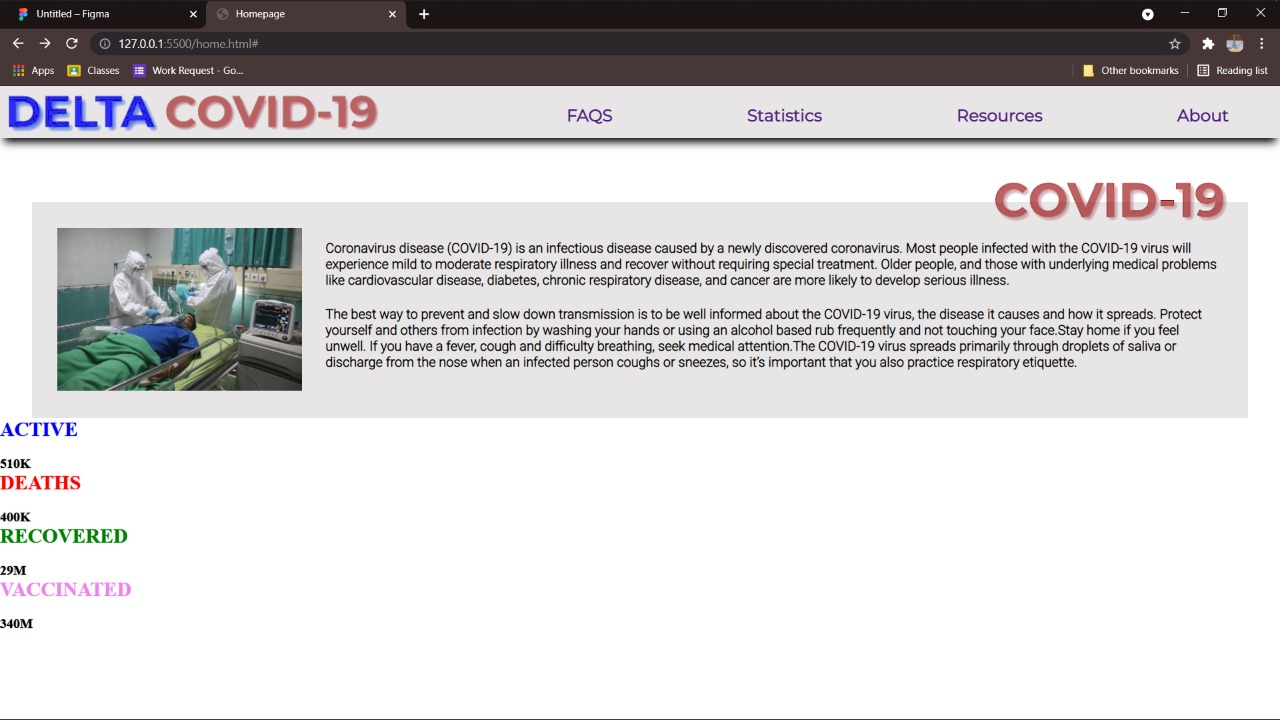 Untitled – Figma
Homepage
127.0.0.1:5500/home.html#
Apps
Classes
Work Request - Go...
Other bookmarks
Reading list
DELTA COVID-19
FAQS
Statistics
Resources
About
COVID-19
Coronavirus disease (COVID-19) is an infectious disease caused by a newly discovered coronavirus. Most people infected with the COVID-19 virus will
experience mild to moderate respiratory illness and recover without requiring special treatment. Older people, and those with underlying medical problems
like cardiovascular disease, diabetes, chronic respiratory disease, and cancer are more likely to develop serious illness.
The best way to prevent and slow down transmission is to be well informed about the COVID-19 virus, the disease it causes and how it spreads. Protect
yourself and others from infection by washing your hands or using an alcohol based rub frequently and not touching your face.Stay home if you feel
unwell. If you have a fever, cough and difficulty breathing, seek medical attention.The COVID-19 virus spreads primarily through droplets of saliva or
discharge from the nose when an infected person coughs or sneezes, so it's important that you also practice respiratory etiquette.
ACTIVE
510K
DEATHS
400K
RECOVERED
29M
VACCINATED
340M